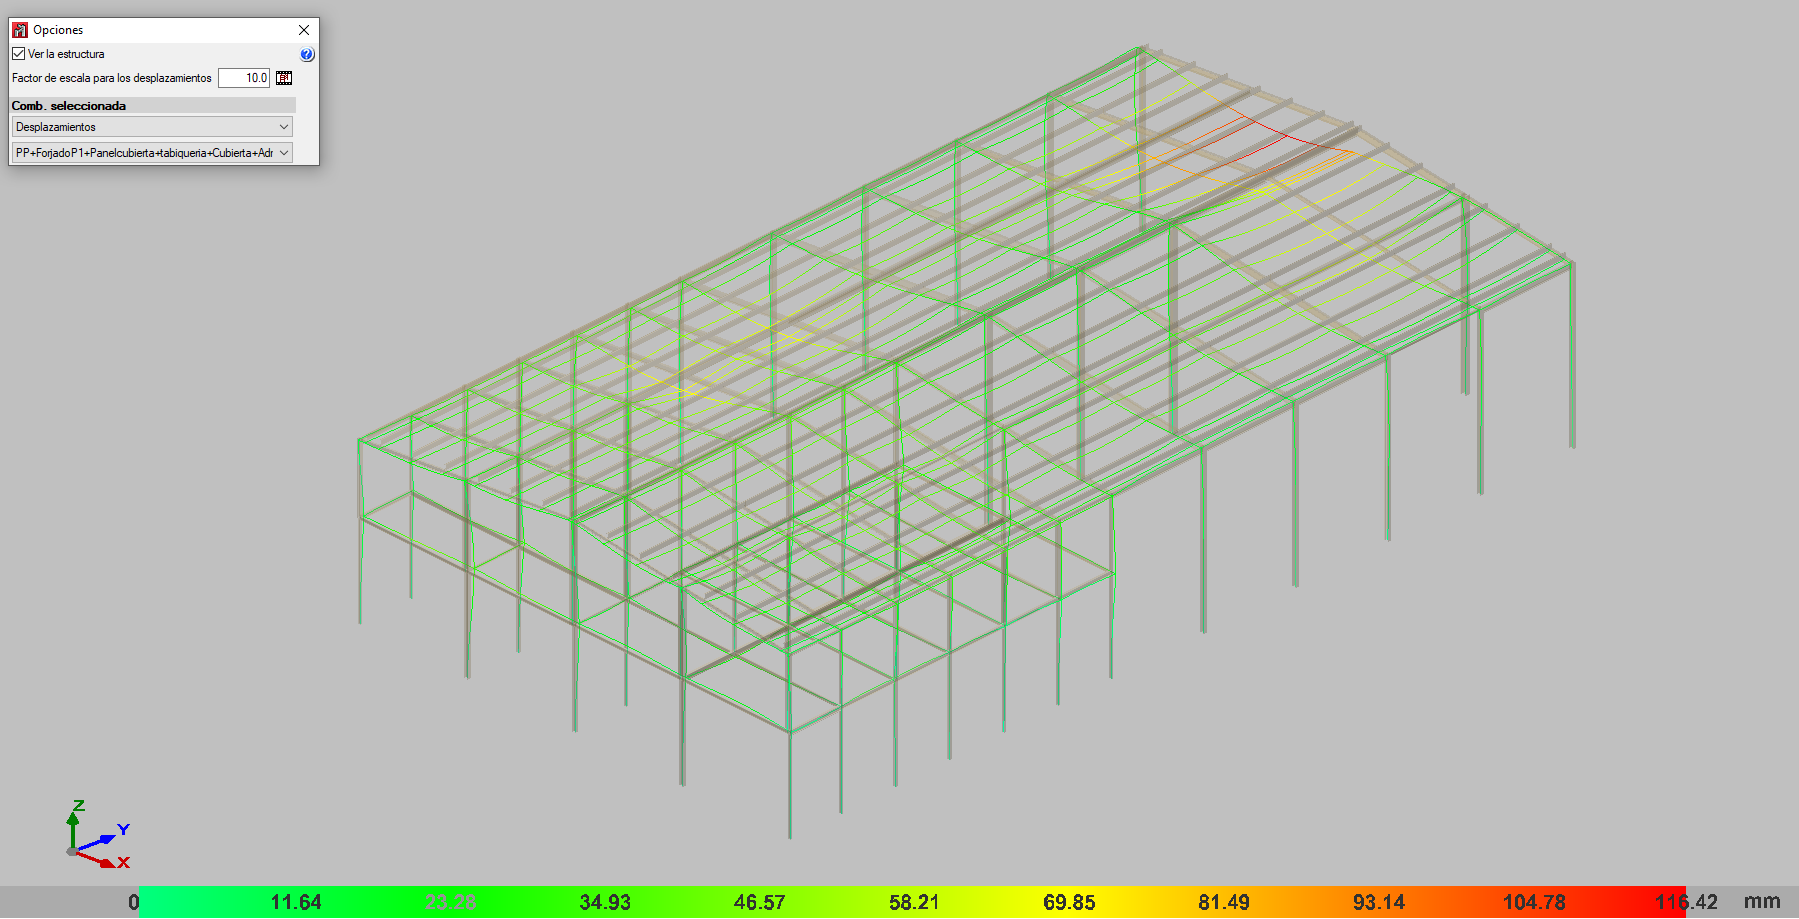 Opciones
Ver la estructura
Factor de escala para los desplazamientos 10.0
Comb. seleccionada
Desplazamientos
PP+ForjadoP1+Panelcubierta+tabiqueria+Cubierta+Adr
Z
Y
X
0 11.64 23.28 34.93 46.57 58.21 69.85 81.49 93.14 104.78 116.42 mm